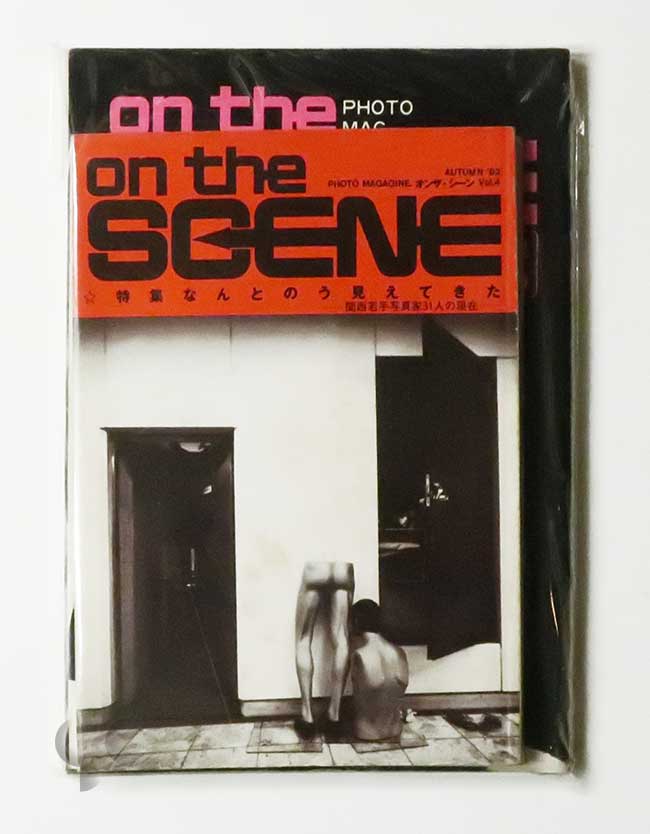 on the
PHOTO
MAG
on the
AUTUMN '82
PHOTO MAGAGINE. オンザ・シーン Vol.4
SCENE
☆特集なんとのう見えてきた
関西若手写真家31人の現在